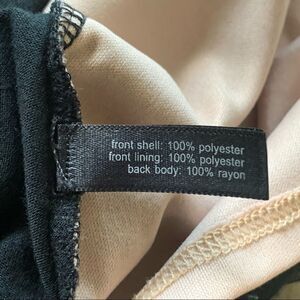 front shell: 100% polyester
front lining: 100% polyester
back body: 100% rayon